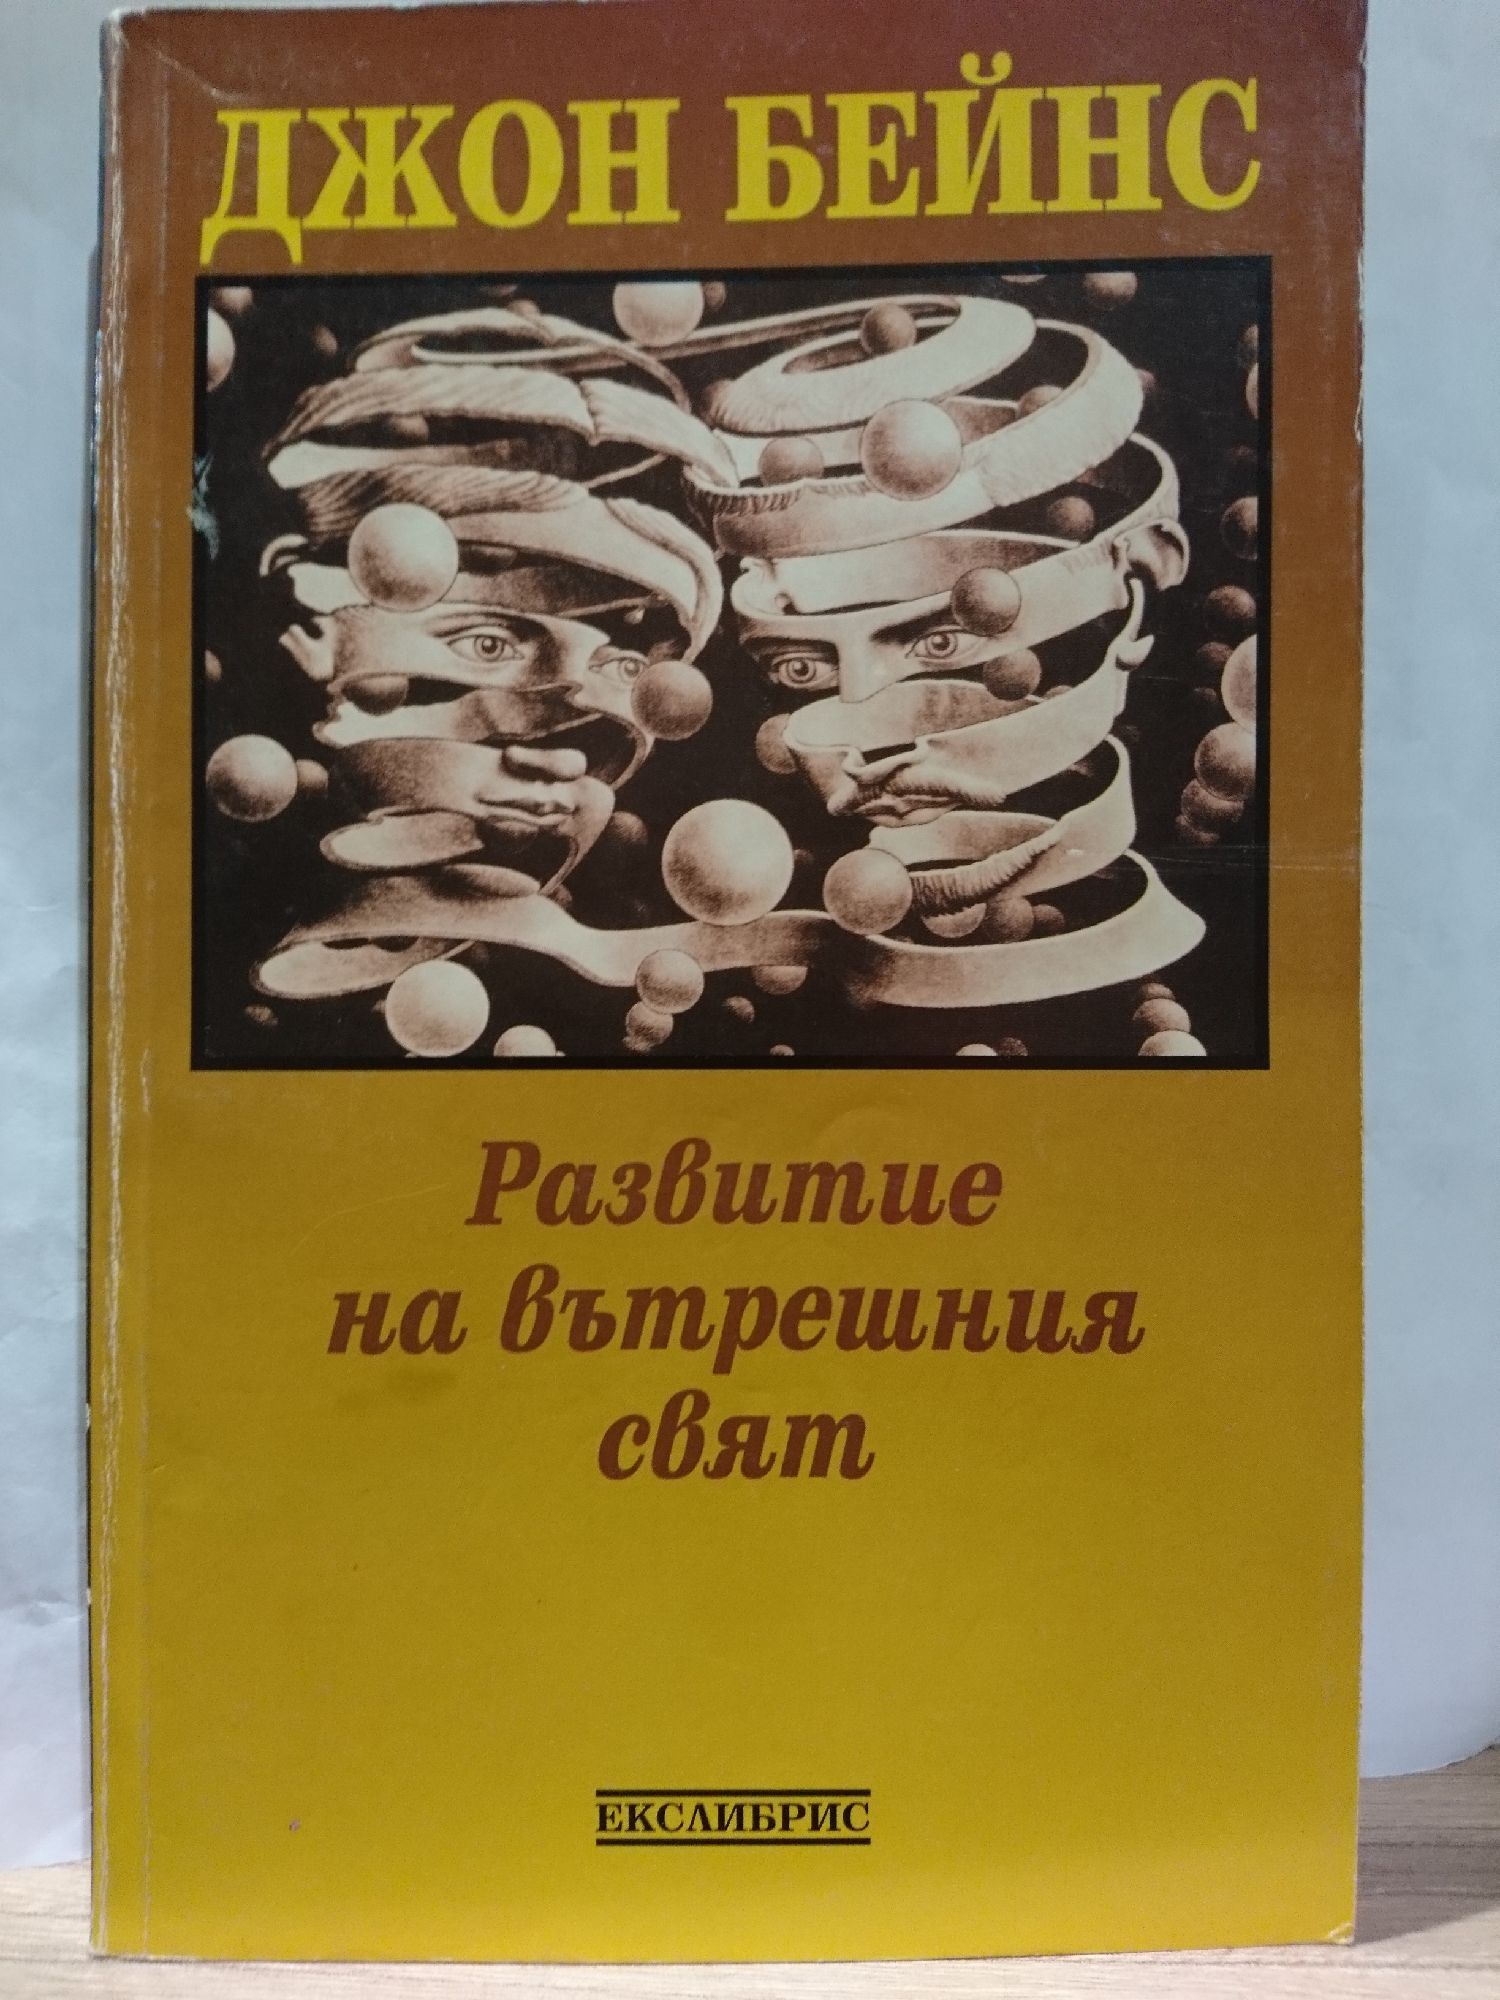 ДЖОН БЕЙНС
Развитие
на вътрешния
свят
ЕКСЛИБРИС